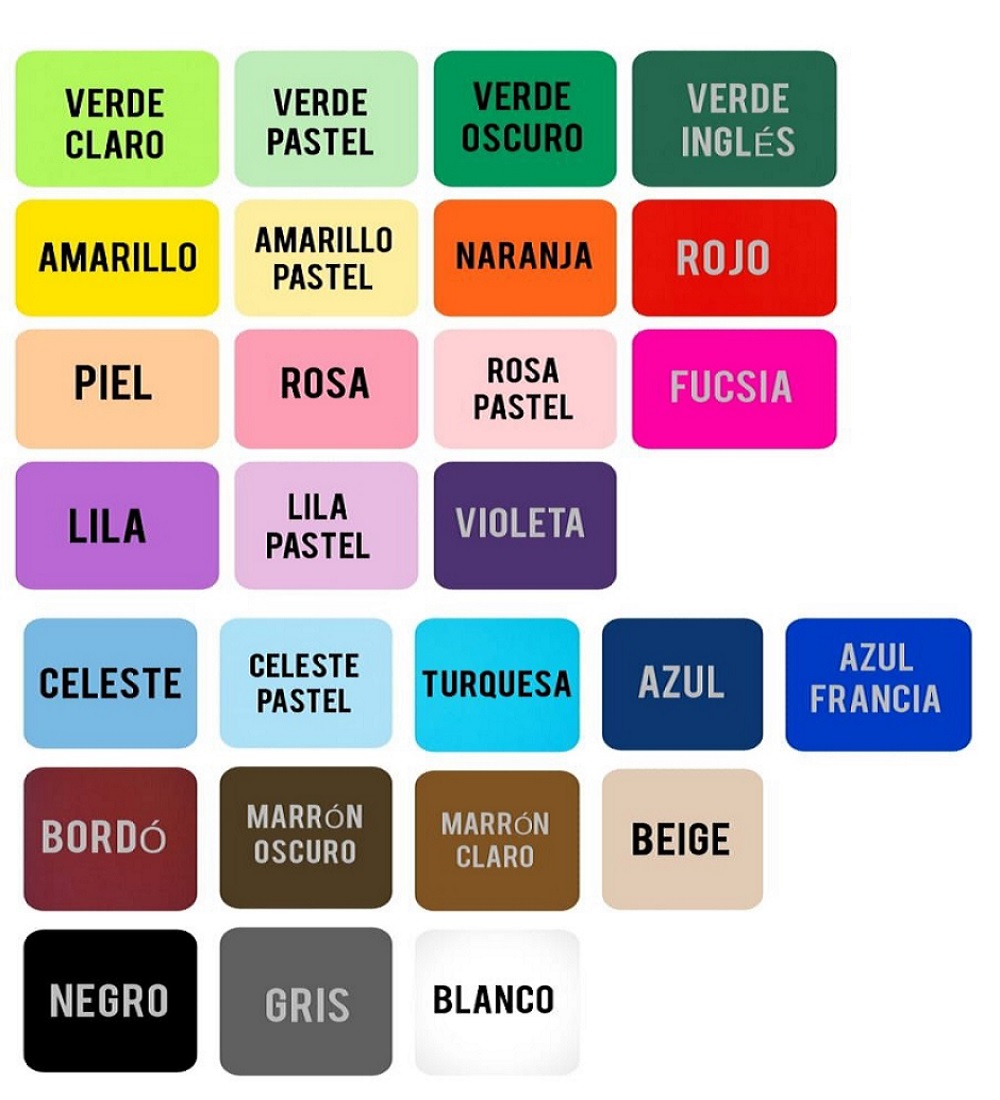 VERDE
CLARO
VERDE
PASTEL
VERDE
OSCURO
VERDE
INGLÉS
AMARILLO
AMARILLO
PASTEL
NARANJA
ROJO
PIEL
ROSA
ROSA
PASTEL
FUCSIA
LILA
LILA
PASTEL
VIOLETA
CELESTE
CELESTE
PASTEL
TURQUESA
AZUL
AZUL
FRANCIA
BORDÓ
MARRÓN
OSCURO
MARRÓN
CLARO
BEIGE
NEGRO
GRIS
BLANCO